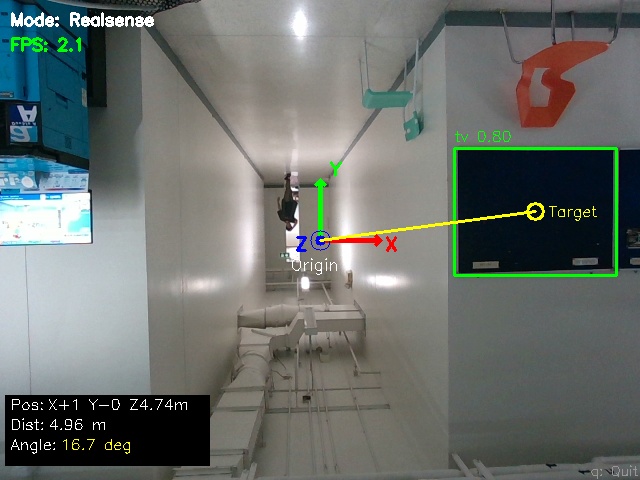 Mode: Realsense
FPS: 2.1
tv 0.80
Y
Target
Z
X
Origin
Pos: X+1 Y-0 Z4.74m
Dist: 4.96 m
Angle: 16.7 deg
q: Quit